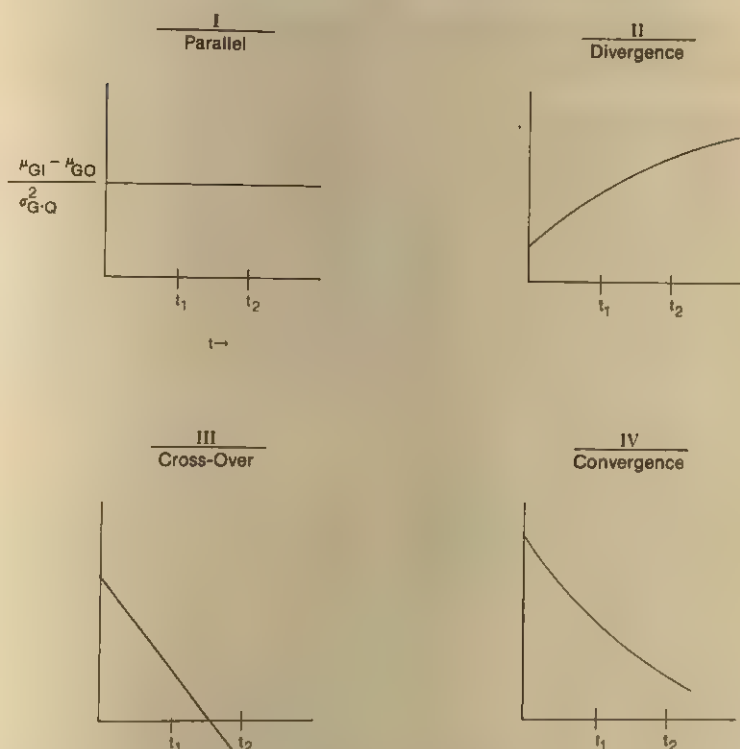 I
Parallel
μGI − μGO
σ²G·Q
t1 t2
t→
II
Divergence
t1 t2
III
Cross-Over
t1 t2
IV
Convergence
t1 t2